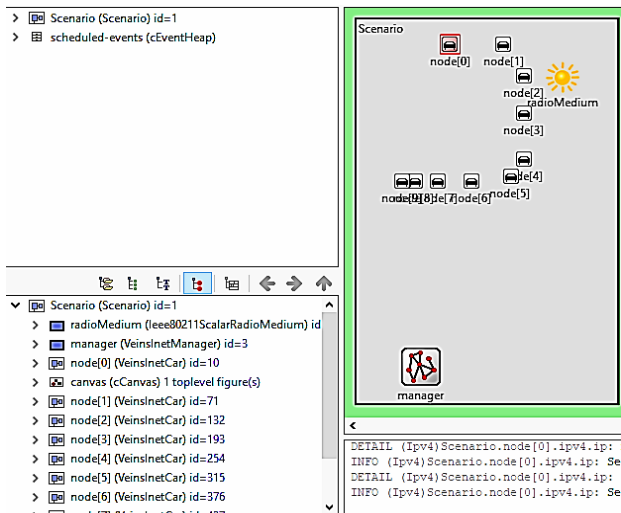 Scenario (Scenario) id=1
scheduled-events (cEventHeap)
Scenario (Scenario) id=1
radioMedium (Ieee80211ScalarRadioMedium) id
manager (VeinsInetManager) id=3
node[0] (VeinsInetCar) id=10
canvas (cCanvas) 1 toplevel figure(s)
node[1] (VeinsInetCar) id=71
node[2] (VeinsInetCar) id=132
node[3] (VeinsInetCar) id=193
node[4] (VeinsInetCar) id=254
node[5] (VeinsInetCar) id=315
node[6] (VeinsInetCar) id=376
Scenario
node[0]
node[1]
node[2]
radioMedium
node[3]
node[5]
manager
DETAIL (Ipv4)Scenario.node[0].ipv4.ip:
INFO (Ipv4)Scenario.node[0].ipv4.ip: Se
DETAIL (Ipv4)Scenario.node[0].ipv4.ip:
INFO (Ipv4)Scenario.node[0].ipv4.ip: Se